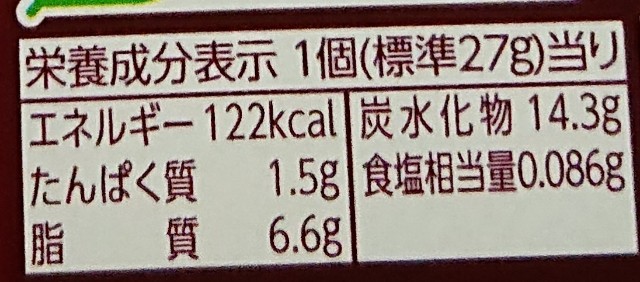 栄養成分表示 1個(標準27g)当り
エネルギー 122kcal
たんぱく質 1.5g
脂質 6.6g
炭水化物 14.3g
食塩相当量0.086g